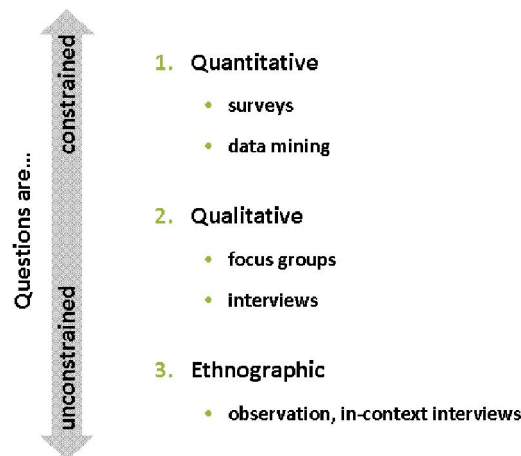 Questions are...
constrained
unconstrained
1. Quantitative
• surveys
• data mining
2. Qualitative
• focus groups
• interviews
3. Ethnographic
• observation, in-context interviews